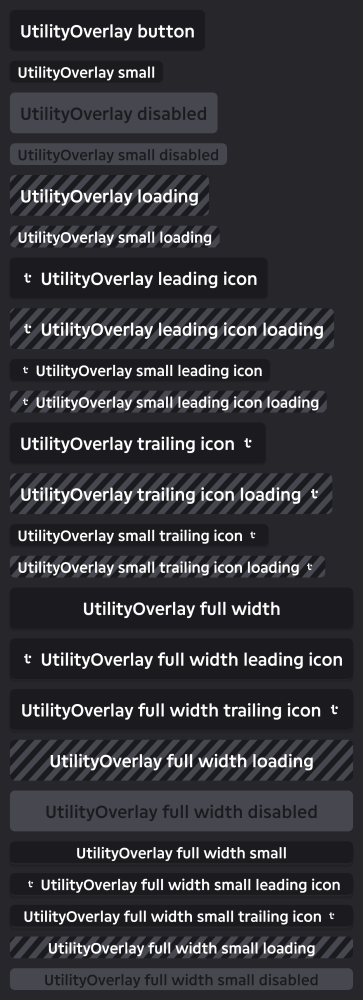 UtilityOverlay button
UtilityOverlay small
UtilityOverlay disabled
UtilityOverlay small disabled
UtilityOverlay loading
UtilityOverlay small loading
UtilityOverlay leading icon
UtilityOverlay leading icon loading
UtilityOverlay small leading icon
UtilityOverlay small leading icon loading
UtilityOverlay trailing icon
UtilityOverlay trailing icon loading
UtilityOverlay small trailing icon
UtilityOverlay small trailing icon loading
UtilityOverlay full width
UtilityOverlay full width leading icon
UtilityOverlay full width trailing icon
UtilityOverlay full width loading
UtilityOverlay full width disabled
UtilityOverlay full width small
UtilityOverlay full width small leading icon
UtilityOverlay full width small trailing icon
UtilityOverlay full width small loading
UtilityOverlay full width small disabled